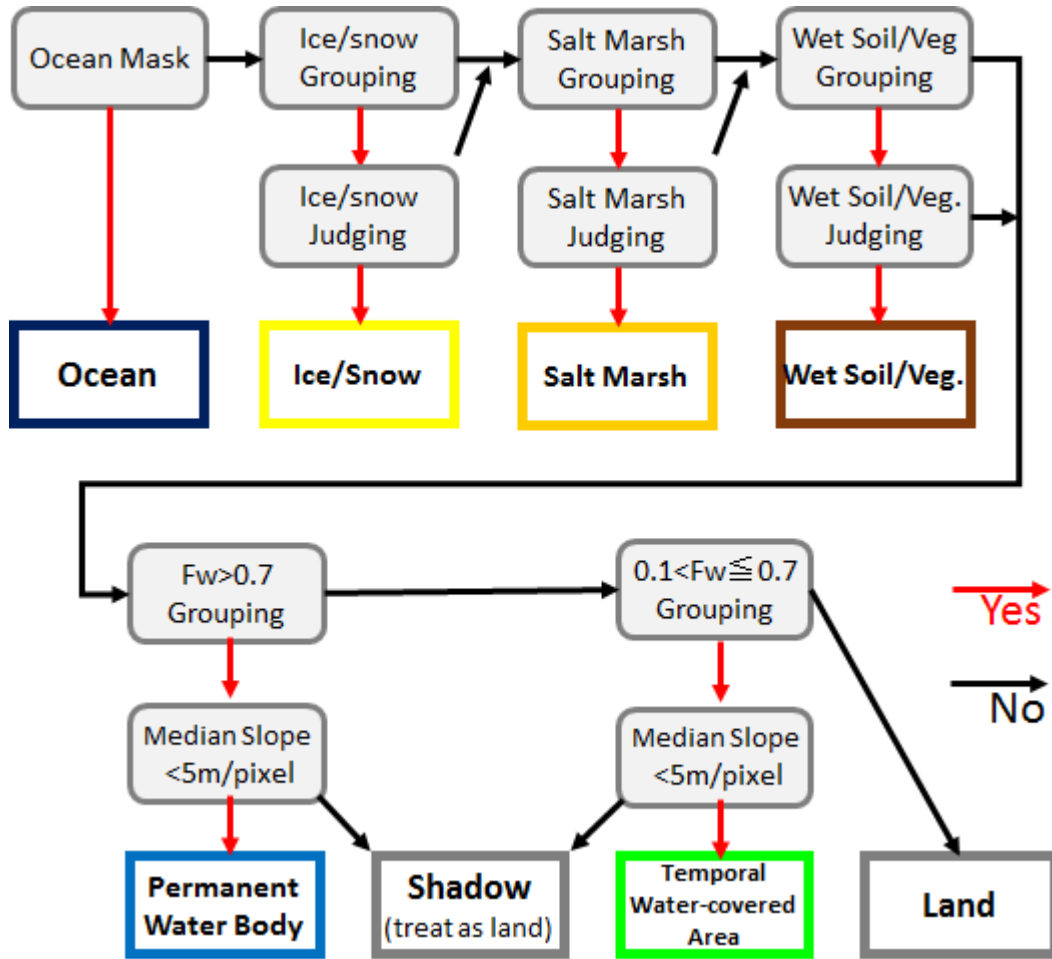 Ocean Mask
Ice/snow
Grouping
Salt Marsh
Grouping
Wet Soil/Veg
Grouping
Ice/snow
Judging
Salt Marsh
Judging
Wet Soil/Veg.
Judging
Ocean
Ice/Snow
Salt Marsh
Wet Soil/Veg.
Fw>0.7
Grouping
0.1<Fw≦0.7
Grouping
Yes
No
Median Slope
<5m/pixel
Median Slope
<5m/pixel
Permanent
Water Body
Shadow
(treat as land)
Temporal
Water-covered
Area
Land